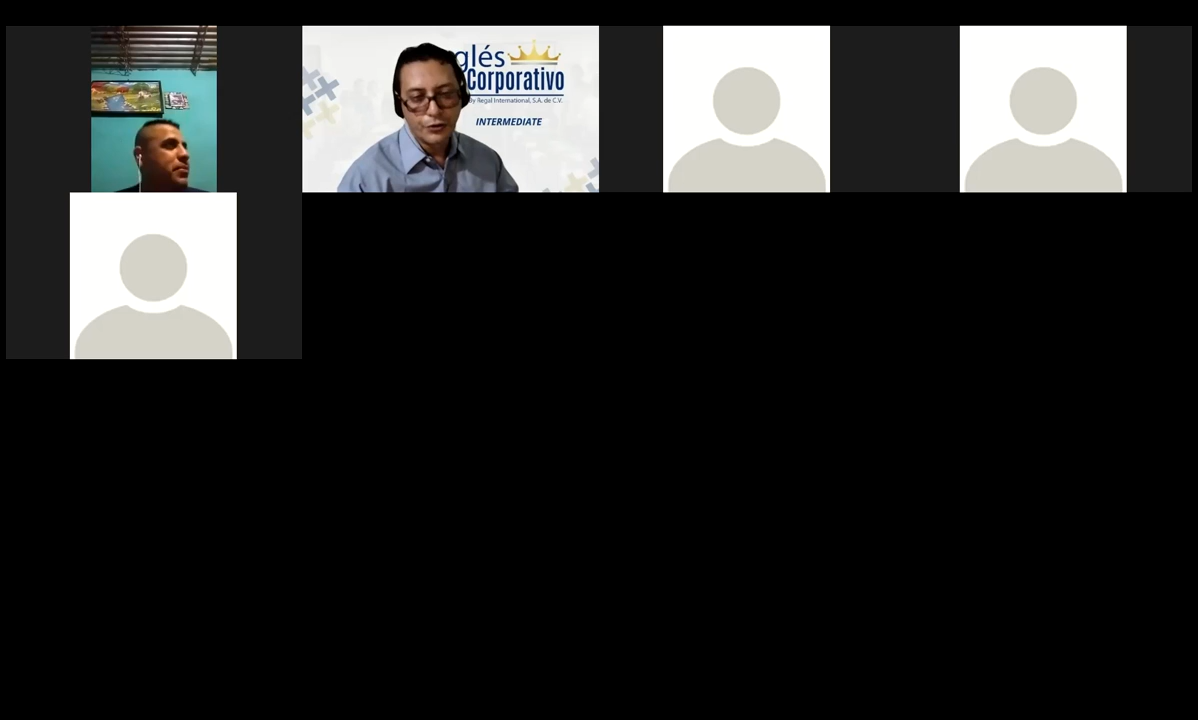 glés
Corporativo
by Regal International, S.A. de C.V.
INTERMEDIATE